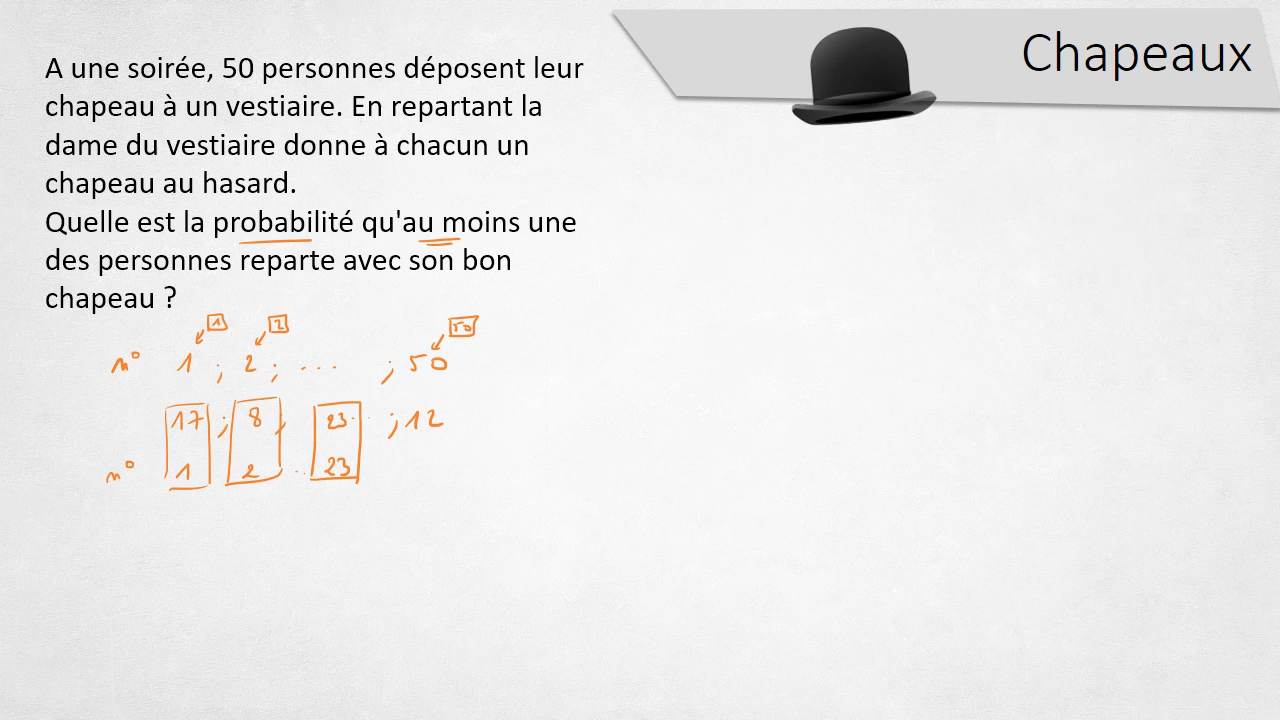 Chapeaux
A une soirée, 50 personnes déposent leur
chapeau à un vestiaire. En repartant la
dame du vestiaire donne à chacun un
chapeau au hasard.
Quelle est la probabilité qu'au moins une
des personnes reparte avec son bon
chapeau ?
1 2 50
n° 1 ; 2 ; ... ; 50
17 ; 8 ; 23 ; 12
n° 1 2 ... 23